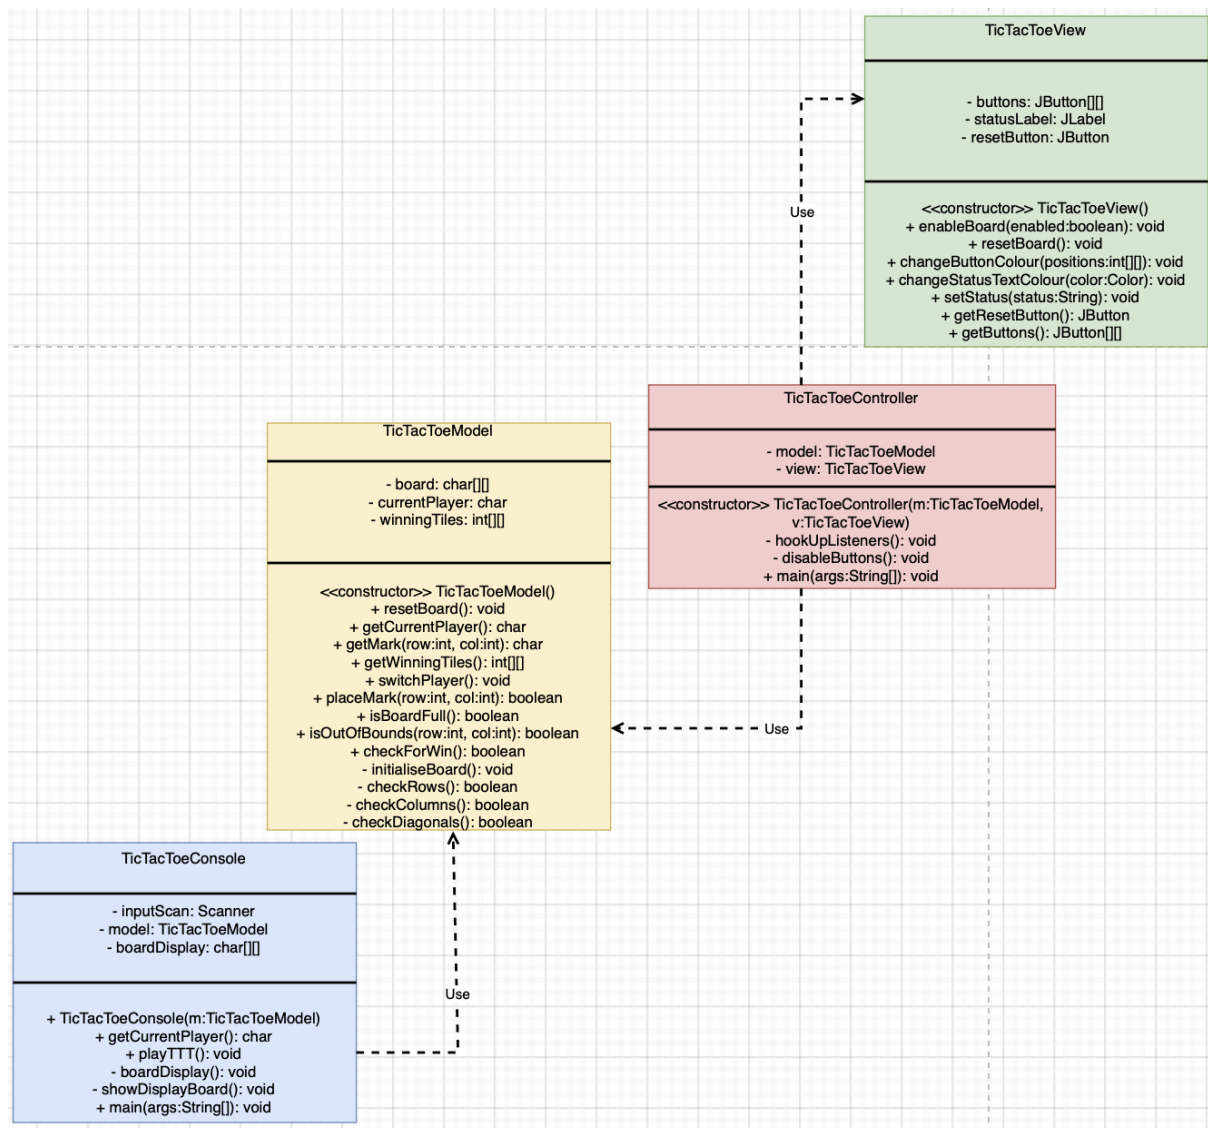 TicTacToeView
- buttons: JButton[][]
- statusLabel: JLabel
- resetButton: JButton
<<constructor>> TicTacToeView()
+ enableBoard(enabled:boolean): void
+ resetBoard(): void
+ changeButtonColour(positions:int[][]): void
+ changeStatusTextColour(color:Color): void
+ setStatus(status:String): void
+ getResetButton(): JButton
+ getButtons(): JButton[][]
Use
TicTacToeController
- model: TicTacToeModel
- view: TicTacToeView
<<constructor>> TicTacToeController(m:TicTacToeModel,
v:TicTacToeView)
- hookUpListeners(): void
- disableButtons(): void
+ main(args:String[]): void
Use
TicTacToeModel
- board: char[][]
- currentPlayer: char
- winningTiles: int[][]
<<constructor>> TicTacToeModel()
+ resetBoard(): void
+ getCurrentPlayer(): char
+ getMark(row:int, col:int): char
+ getWinningTiles(): int[][]
+ switchPlayer(): void
+ placeMark(row:int, col:int): boolean
+ isBoardFull(): boolean
+ isOutOfBounds(row:int, col:int): boolean
+ checkForWin(): boolean
- initialiseBoard(): void
- checkRows(): boolean
- checkColumns(): boolean
- checkDiagonals(): boolean
Use
TicTacToeConsole
- inputScan: Scanner
- model: TicTacToeModel
- boardDisplay: char[][]
+ TicTacToeConsole(m:TicTacToeModel)
+ getCurrentPlayer(): char
+ playTTT(): void
- boardDisplay(): void
- showDisplayBoard(): void
+ main(args:String[]): void